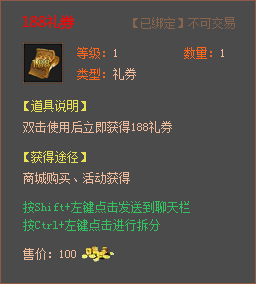 188礼券 【已绑定】不可交易
等级：1 数量：1
类型：礼券
【道具说明】
双击使用后立即获得188礼券
【获得途径】
商城购买、活动获得
按Shift+左键点击发送到聊天栏
按Ctrl+左键点击进行拆分
售价：100